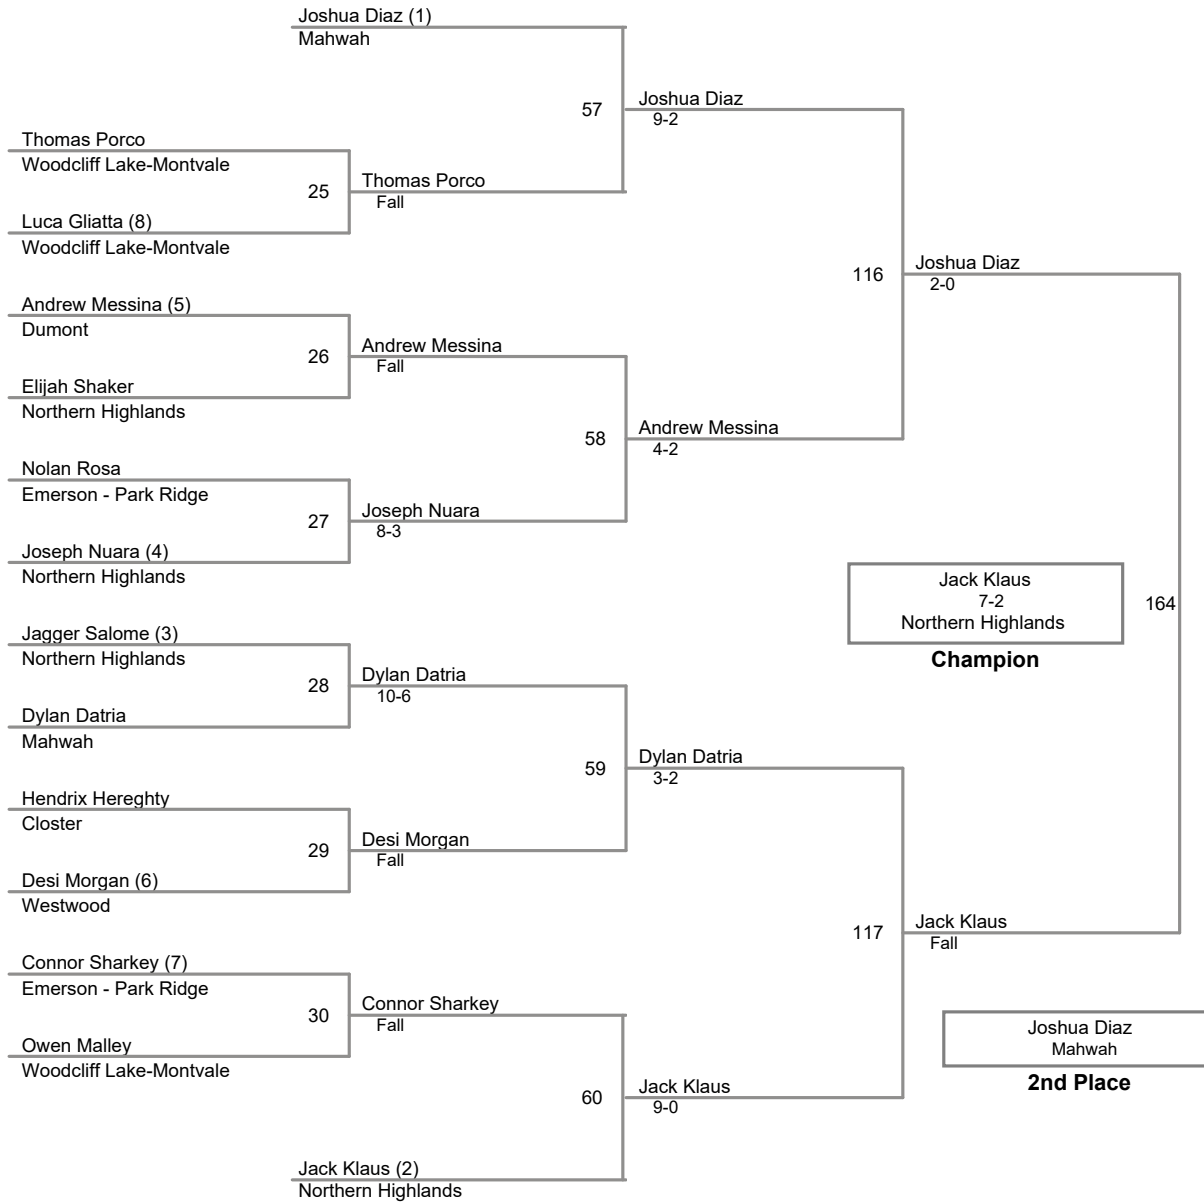 Joshua Diaz (1)
Mahwah
57
Joshua Diaz
9-2
Thomas Porco
Woodcliff Lake-Montvale
25
Thomas Porco
Fall
Luca Gliatta (8)
Woodcliff Lake-Montvale
116
Joshua Diaz
2-0
Andrew Messina (5)
Dumont
26
Andrew Messina
Fall
Elijah Shaker
Northern Highlands
58
Andrew Messina
4-2
Nolan Rosa
Emerson - Park Ridge
27
Joseph Nuara
8-3
Joseph Nuara (4)
Northern Highlands
Jack Klaus
7-2
Northern Highlands
Champion
164
Jagger Salome (3)
Northern Highlands
28
Dylan Datria
10-6
Dylan Datria
Mahwah
59
Dylan Datria
3-2
Hendrix Hereghty
Closter
29
Desi Morgan
Fall
Desi Morgan (6)
Westwood
117
Jack Klaus
Fall
Connor Sharkey (7)
Emerson - Park Ridge
30
Connor Sharkey
Fall
Owen Malley
Woodcliff Lake-Montvale
Joshua Diaz
Mahwah
2nd Place
60
Jack Klaus
9-0
Jack Klaus (2)
Northern Highlands